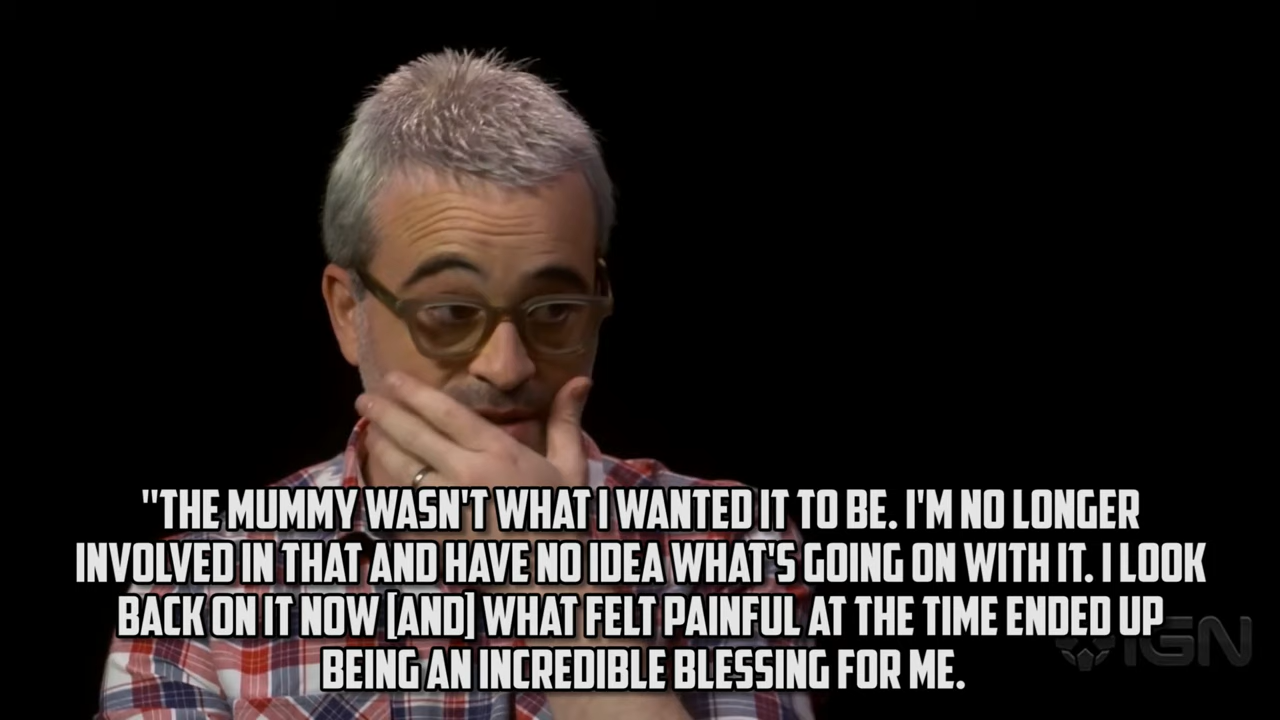 "THE MUMMY WASN'T WHAT I WANTED IT TO BE. I'M NO LONGER
INVOLVED IN THAT AND HAVE NO IDEA WHAT'S GOING ON WITH IT. I LOOK
BACK ON IT NOW [AND] WHAT FELT PAINFUL AT THE TIME ENDED UP
BEING AN INCREDIBLE BLESSING FOR ME.
IGN